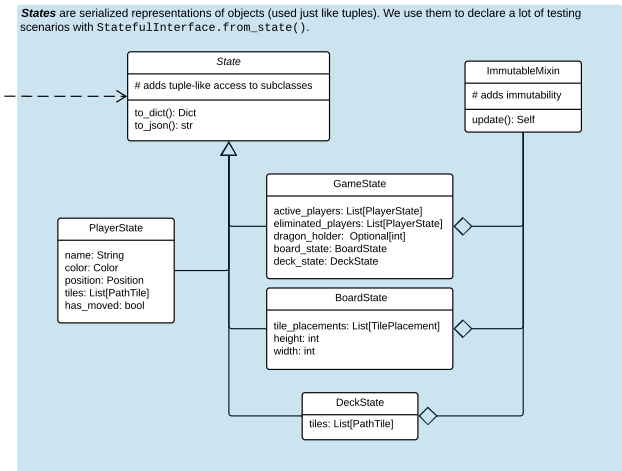 States are serialized representations of objects (used just like tuples). We use them to declare a lot of testing
scenarios with StatefulInterface.from_state().
State
# adds tuple-like access to subclasses
to_dict(): Dict
to_json(): str
ImmutableMixin
# adds immutability
update(): Self
GameState
active_players: List[PlayerState]
eliminated_players: List[PlayerState]
dragon_holder:  Optional[int]
board_state: BoardState
deck_state: DeckState
PlayerState
name: String
color: Color
position: Position
tiles: List[PathTile]
has_moved: bool
BoardState
tile_placements: List[TilePlacement]
height: int
width: int
DeckState
tiles: List[PathTile]